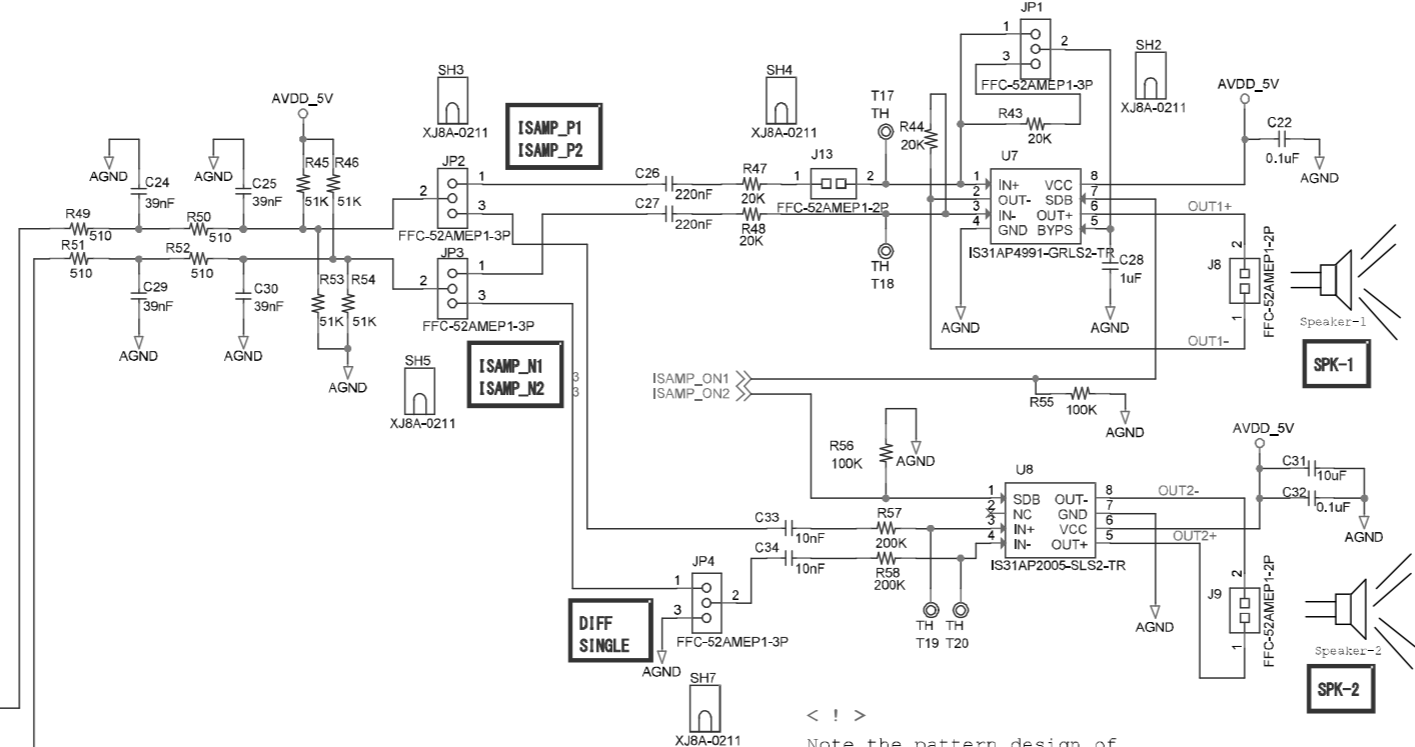 JP1
1
2
3
FFC-52AMEP1-3P
SH3
XJ8A-0211
SH4
XJ8A-0211
SH2
XJ8A-0211
AVDD_5V
ISAMP_P1
ISAMP_P2
T17
TH
R44
20K
R43
20K
AVDD_5V
C22
0.1uF
AGND
AGND
C24
39nF
AGND
C25
39nF
R45
51K
R46
51K
JP2
1
2
3
FFC-52AMEP1-3P
C26
220nF
R47
20K
J13
1
2
FFC-52AMEP1-2P
C27
220nF
R48
20K
U7
1
2
3
4
IN+
OUT-
IN-
GND
VCC
SDB
OUT+
BYPS
8
7
6
5
IS31AP4991-GRLS2-TR
OUT1+
R49
510
R50
510
R51
510
R52
510
JP3
1
2
3
FFC-52AMEP1-3P
TH
T18
C28
1uF
J8
2
1
FFC-52AMEP1-2P
C29
39nF
C30
39nF
R53
51K
R54
51K
AGND
AGND
AGND
AGND
AGND
OUT1-
Speaker-1
SPK-1
ISAMP_N1
ISAMP_N2
3
3
SH5
XJ8A-0211
ISAMP_ON1
ISAMP_ON2
R55
100K
AGND
R56
100K
AGND
AVDD_5V
C31
10uF
C32
0.1uF
AGND
U8
1
2
3
4
SDB
NC
IN+
IN-
OUT-
GND
VCC
OUT+
8
7
6
5
IS31AP2005-SLS2-TR
OUT2-
OUT2+
C33
10nF
R57
200K
C34
10nF
R58
200K
JP4
1
2
3
FFC-52AMEP1-3P
DIFF
SINGLE
AGND
TH
T19
TH
T20
AGND
J9
2
1
FFC-52AMEP1-2P
Speaker-2
SPK-2
SH7
XJ8A-0211
< ! >
Note the pattern design of